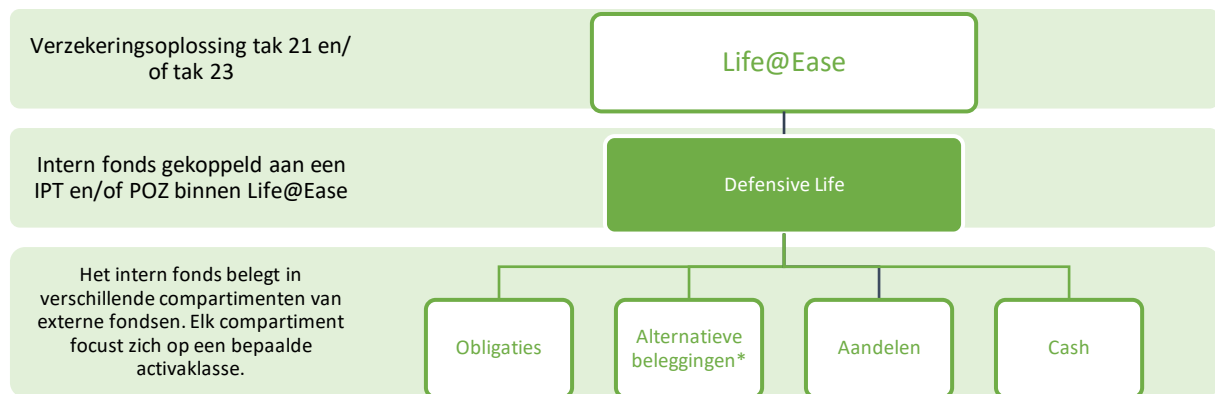 Verzekeringsoplossing tak 21 en/
of tak 23
Life@Ease
Intern fonds gekoppeld aan een
IPT en/of POZ binnen Life@Ease
Defensive Life
Het intern fonds belegt in
verschillende compartimenten van
externe fondsen. Elk compartiment
focust zich op een bepaalde
activaklasse.
Obligaties
Alternatieve
beleggingen*
Aandelen
Cash